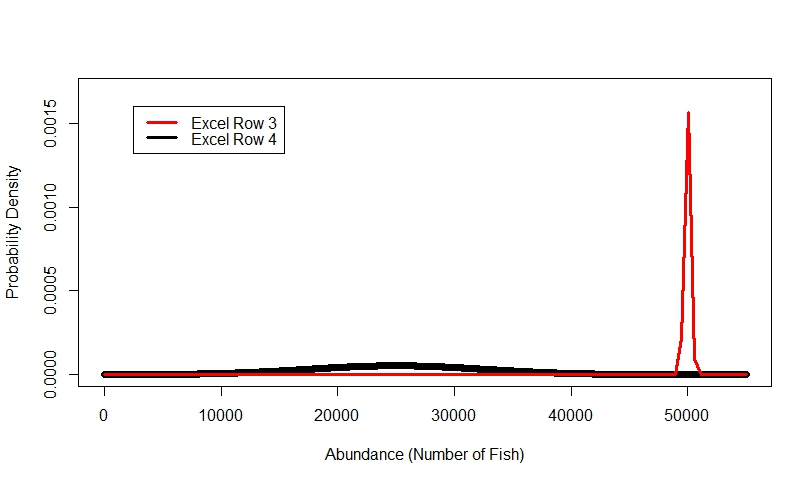 Excel Row 3
Excel Row 4
Probability Density
0.0000
0.0005
0.0010
0.0015
0 10000 20000 30000 40000 50000
Abundance (Number of Fish)